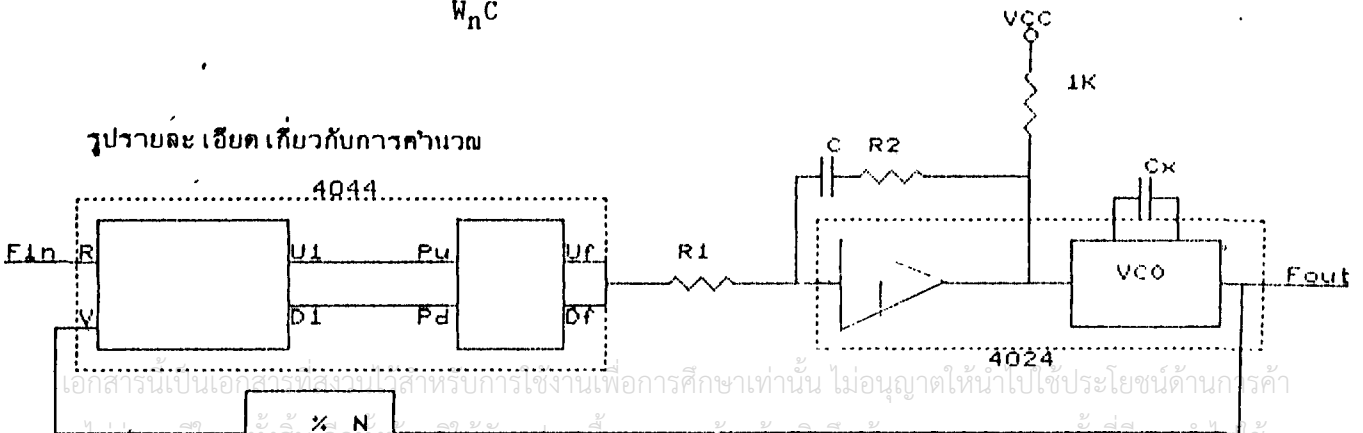 WnC
VCC
1K
รูปรายละเอียดเกี่ยวกับการคำนวณ
C R2
Cx
4044
Fin R U1 Pu Uf R1 VCO Fout
V D1 Pd Df
4024
เอกสารนี้เป็นเอกสารที่สงวนไว้สำหรับการใช้งานเพื่อการศึกษาเท่านั้น ไม่อนุญาตให้นำไปใช้ประโยชน์ด้านการค้า
% N